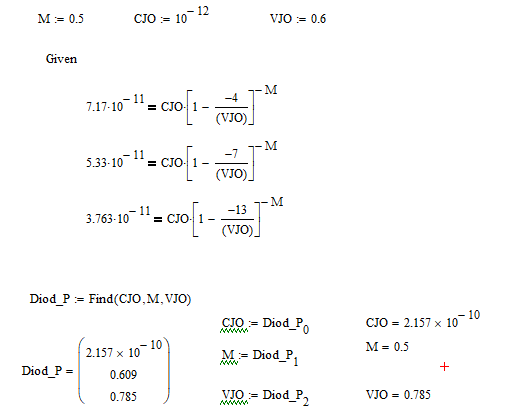 M := 0.5 CJO := 10^-12 VJO := 0.6
Given
7.17·10^-11 = CJO·[1 - -4/(VJO)]^-M
5.33·10^-11 = CJO·[1 - -7/(VJO)]^-M
3.763·10^-11 = CJO·[1 - -13/(VJO)]^-M
Diod_P := Find(CJO,M,VJO)
CJO := Diod_P_0 CJO = 2.157 × 10^-10
M := Diod_P_1 M = 0.5
Diod_P = (2.157 × 10^-10
0.609
0.785)
VJO := Diod_P_2 VJO = 0.785